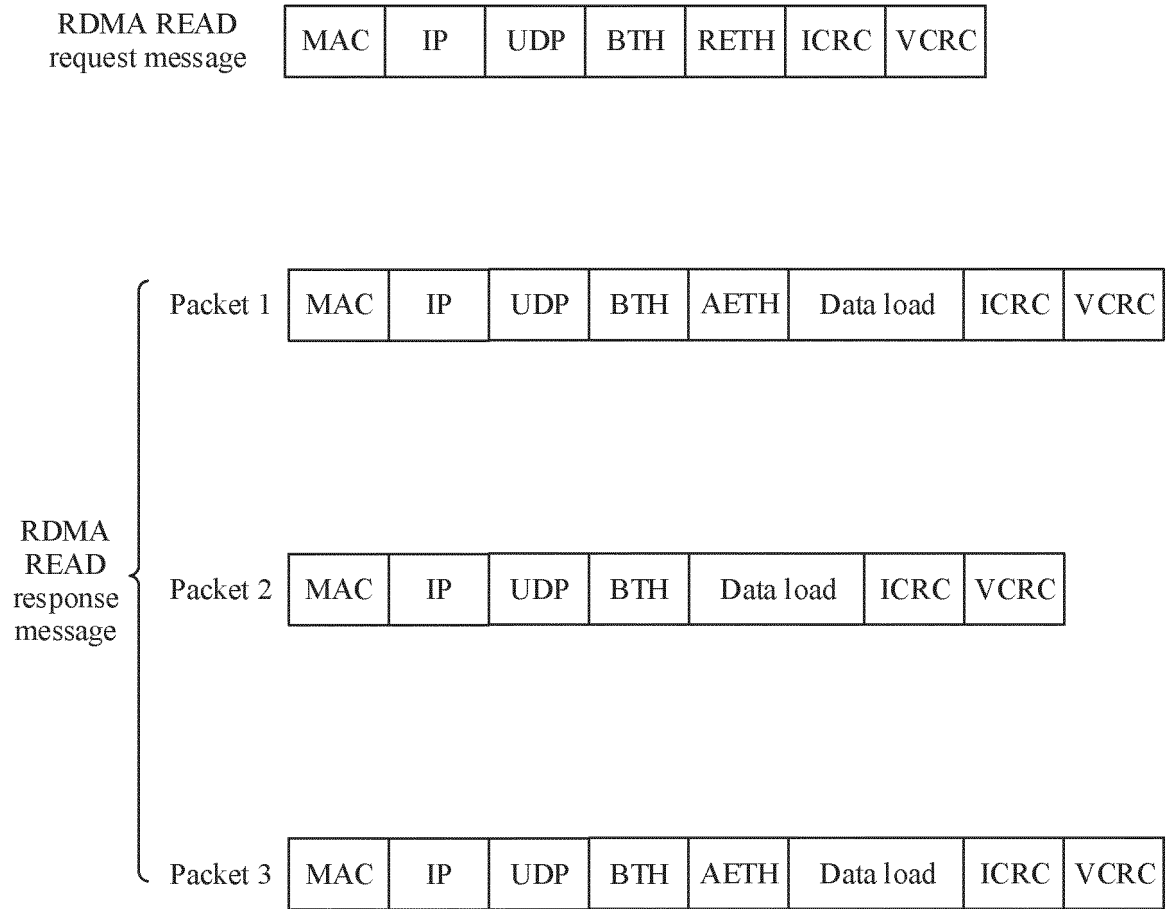 RDMA READ
request message
MAC IP UDP BTH RETH ICRC VCRC
Packet 1 MAC IP UDP BTH AETH Data load ICRC VCRC
RDMA
READ
response
message
Packet 2 MAC IP UDP BTH Data load ICRC VCRC
Packet 3 MAC IP UDP BTH AETH Data load ICRC VCRC